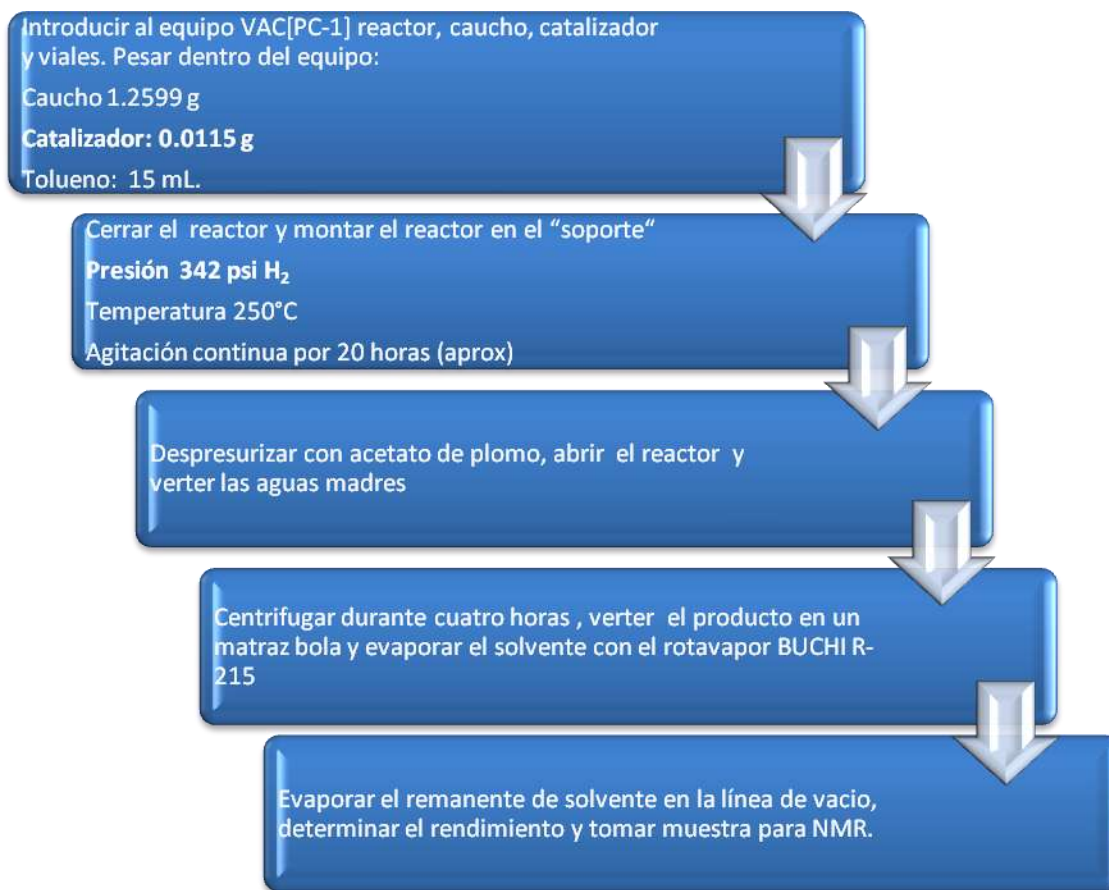 Introducir al equipo VAC[PC-1] reactor, caucho, catalizador
y viales. Pesar dentro del equipo:
Caucho 1.2599 g
Catalizador: 0.0115 g
Tolueno: 15 mL.
Cerrar el reactor y montar el reactor en el “soporte“
Presión 342 psi H₂
Temperatura 250°C
Agitación continua por 20 horas (aprox)
Despresurizar con acetato de plomo, abrir el reactor y
verter las aguas madres
Centrifugar durante cuatro horas , verter el producto en un
matraz bola y evaporar el solvente con el rotavapor BUCHI R-
215
Evaporar el remanente de solvente en la línea de vacio,
determinar el rendimiento y tomar muestra para NMR.